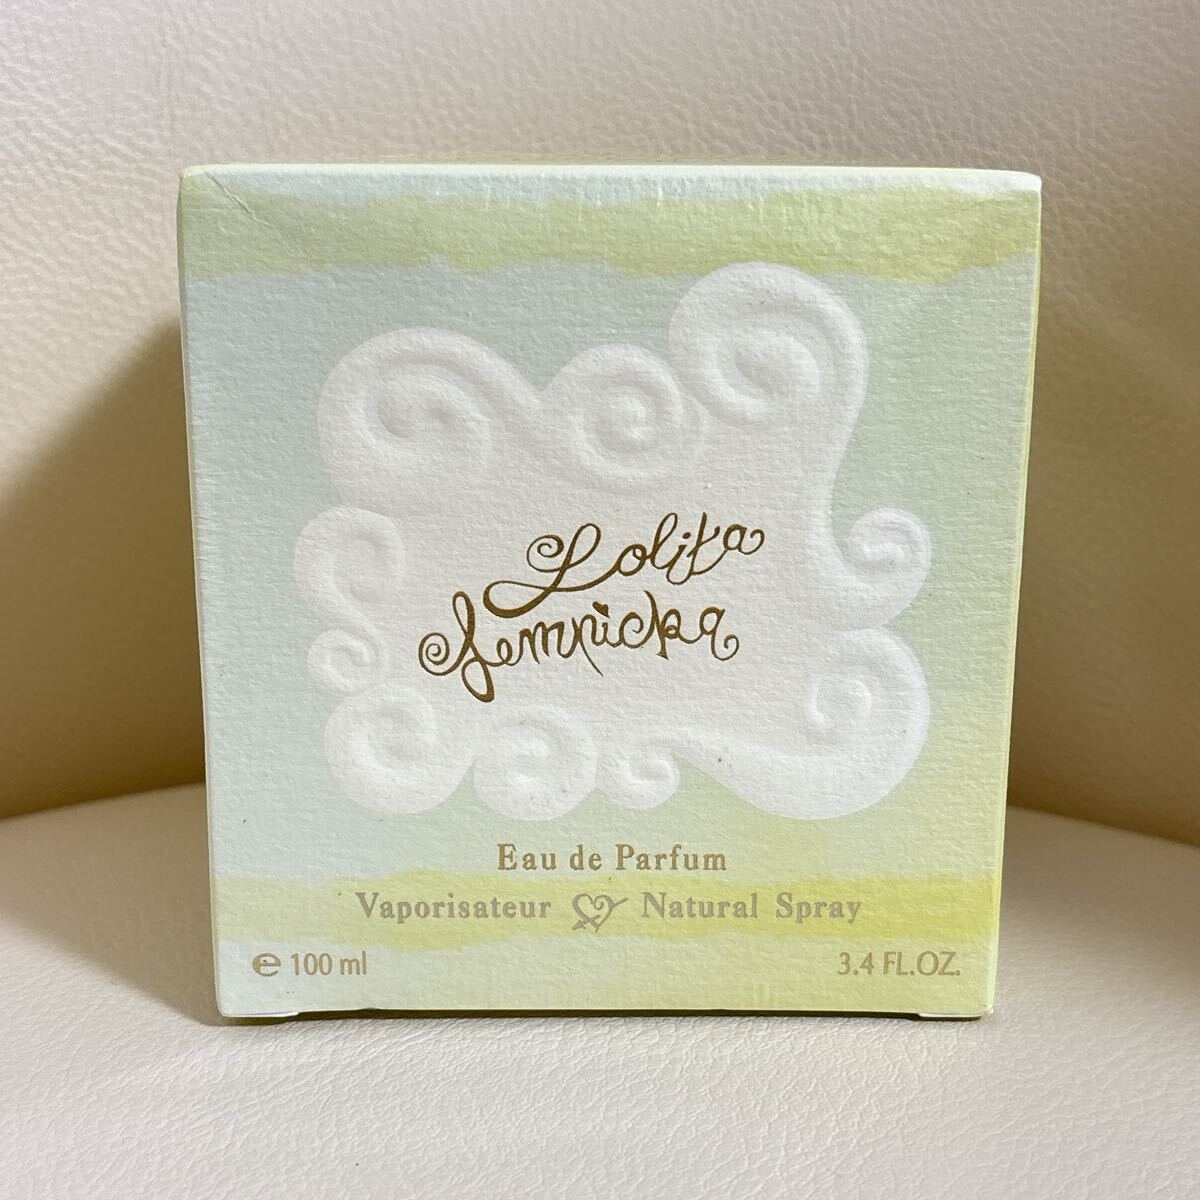 Lolita
Lempicka
Eau de Parfum
Vaporisateur Natural Spray
℮ 100 ml 3.4 FL.OZ.